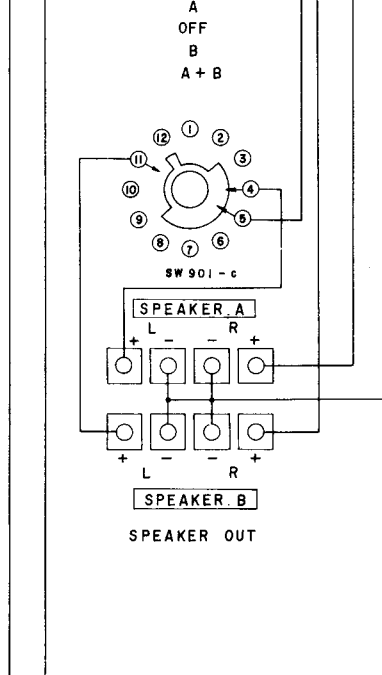 A
OFF
B
A + B
1
12 2
11 3
10 4
9 5
8 6
7
SW 901 - c
SPEAKER. A
L R
+ - - +
+ - - +
L R
SPEAKER. B
SPEAKER OUT